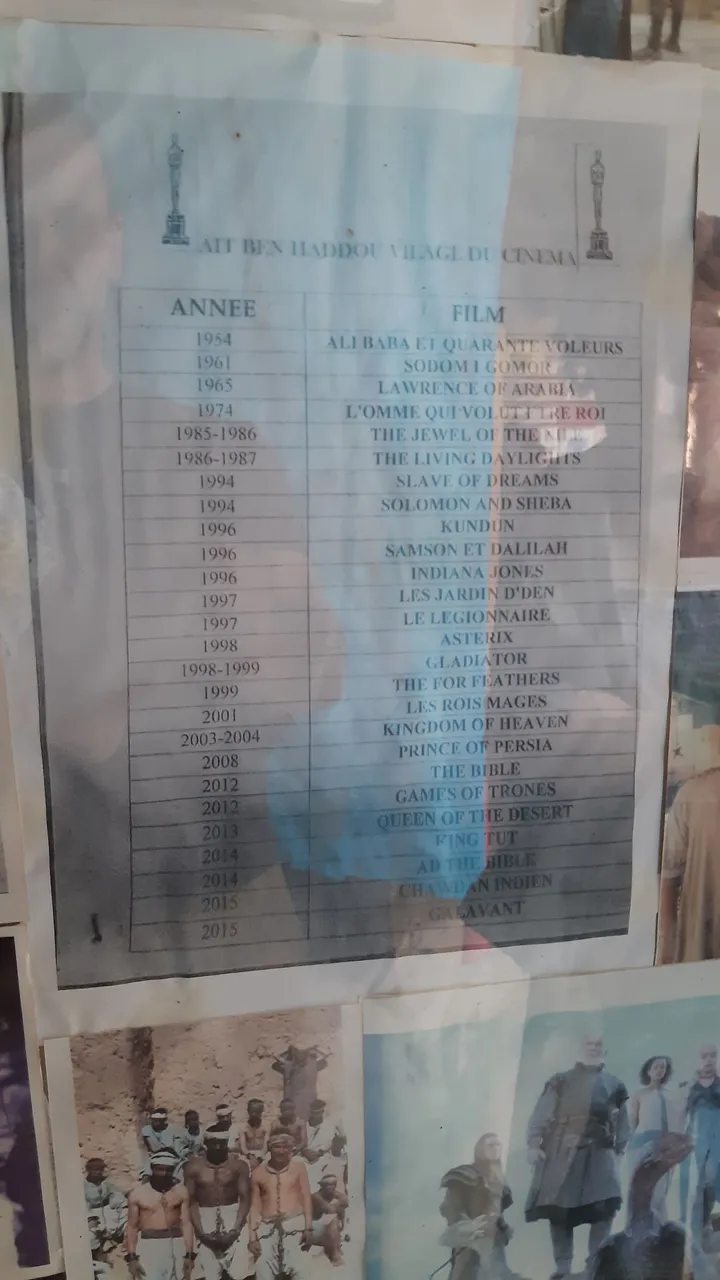 AIT BEN HADDOU VILAGE DU CINEMA
ANNEE FILM
1954 ALI BABA ET QUARANTE VOLEURS
1961 SODOM I GOMOR
1965 LAWRENCE OF ARABIA
1974 L'OMME QUI VOLUT ETRE ROI
1985-1986 THE JEWEL OF THE NILE
1986-1987 THE LIVING DAYLIGHTS
1994 SLAVE OF DREAMS
1994 SOLOMON AND SHEBA
1996 KUNDUN
1996 SAMSON ET DALILAH
1996 INDIANA JONES
1997 LES JARDIN D'DEN
1997 LE LEGIONNAIRE
1998 ASTERIX
1998-1999 GLADIATOR
1999 THE FOR FEATHERS
2001 LES ROIS MAGES
2003-2004 KINGDOM OF HEAVEN
2008 PRINCE OF PERSIA
2012 THE BIBLE
2012 GAMES OF TRONES
2013 QUEEN OF THE DESERT
2014 KING TUT
2014 AD THE BIBLE
2015 INDIEN
2015 GALAVANT